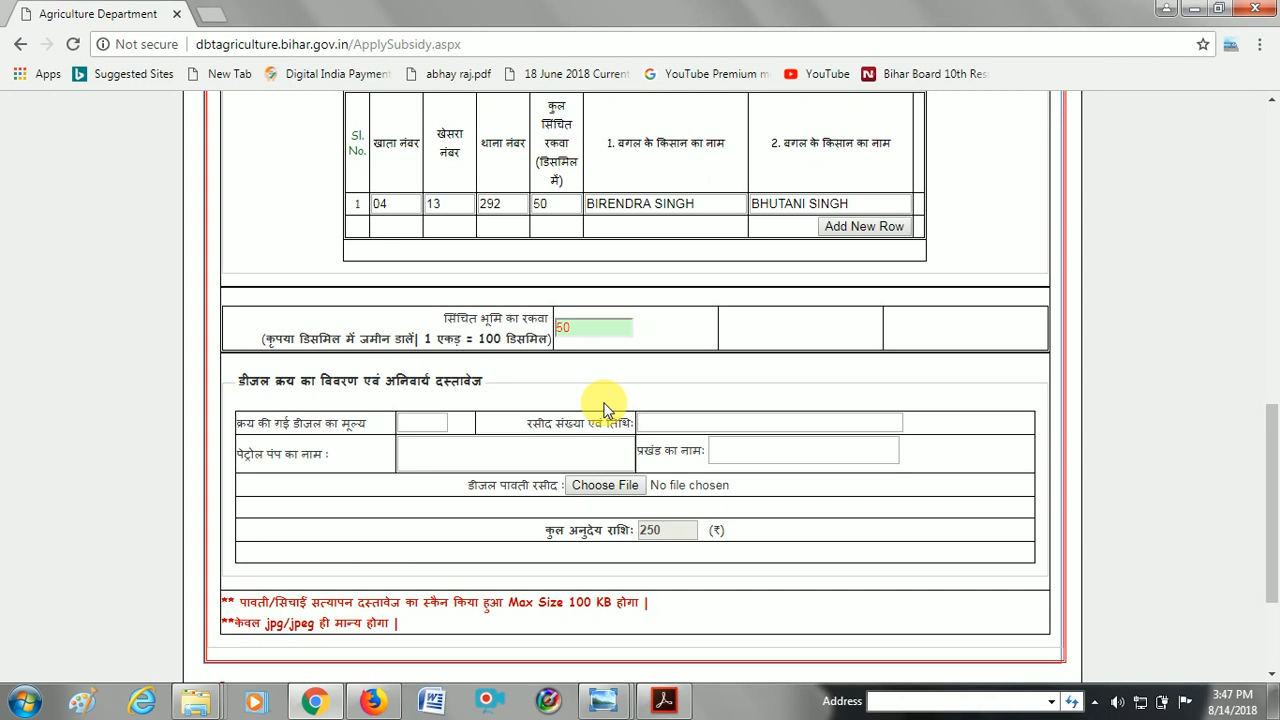 Agriculture Department
Not secure | dbtagriculture.bihar.gov.in/ApplySubsidy.aspx
Apps Suggested Sites New Tab Digital India Payment abhay raj.pdf 18 June 2018 Current YouTube Premium m YouTube Bihar Board 10th Res
Sl. No. खाता नंबर खेसरा नंबर थाना नंबर कुल सिंचित रकवा (डिसमिल में) 1. बगल के किसान का नाम 2. बगल के किसान का नाम
1 04 13 292 50 BIRENDRA SINGH BHUTANI SINGH
Add New Row
सिंचित भूमि का रकवा 50
(कृपया डिसमिल में जमीन डालें| 1 एकड़ = 100 डिसमिल)
डीजल क्रय का विवरण एवं अनिवार्य दस्तावेज
क्रय की गई डीजल का मूल्य रसीद संख्या एवं तिथि:
पेट्रोल पंप का नाम : प्रखंड का नाम:
डीजल पावती रसीद : Choose File No file chosen
कुल अनुदेय राशि: 250 (₹)
** पावती/सिचाई सत्यापन दस्तावेज का स्कैन किया हुआ Max Size 100 KB होगा |
**केवल jpg/jpeg ही मान्य होगा |
Address 3:47 PM
8/14/2018